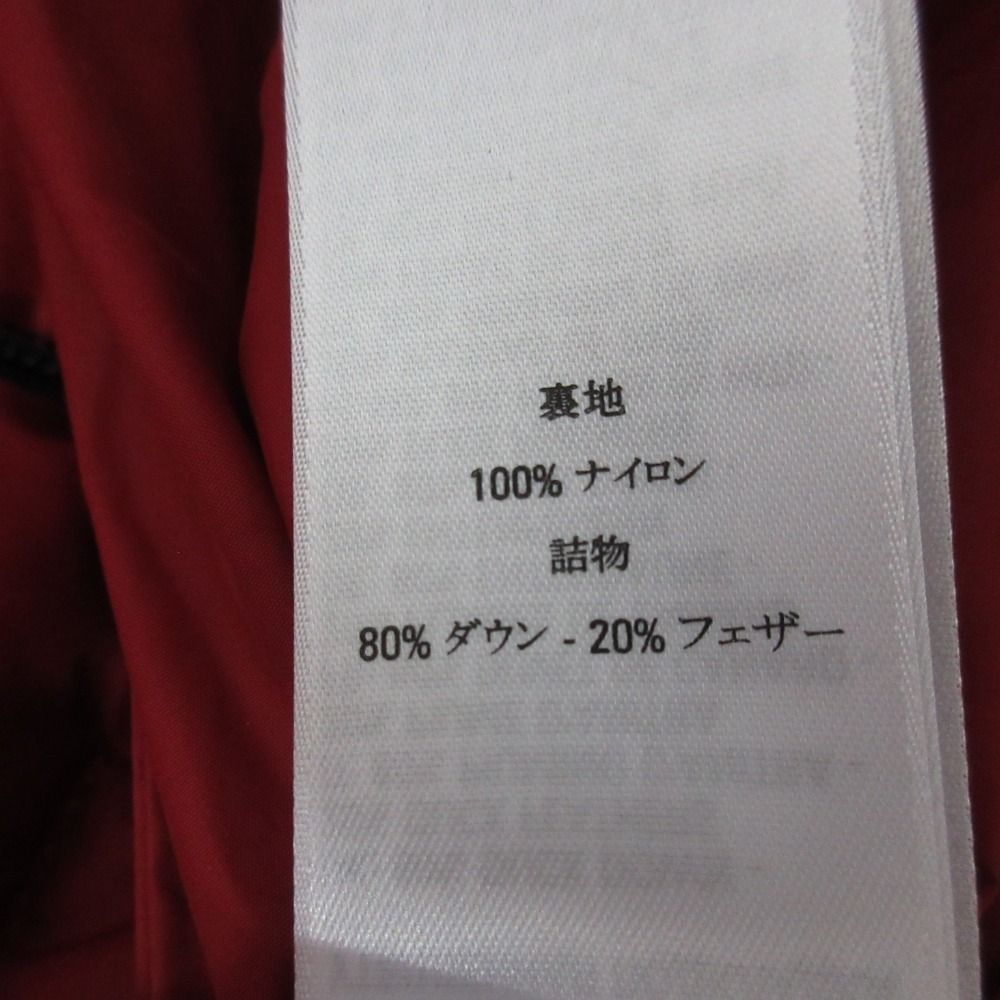 裏地
100% ナイロン
詰物
80% ダウン - 20% フェザー